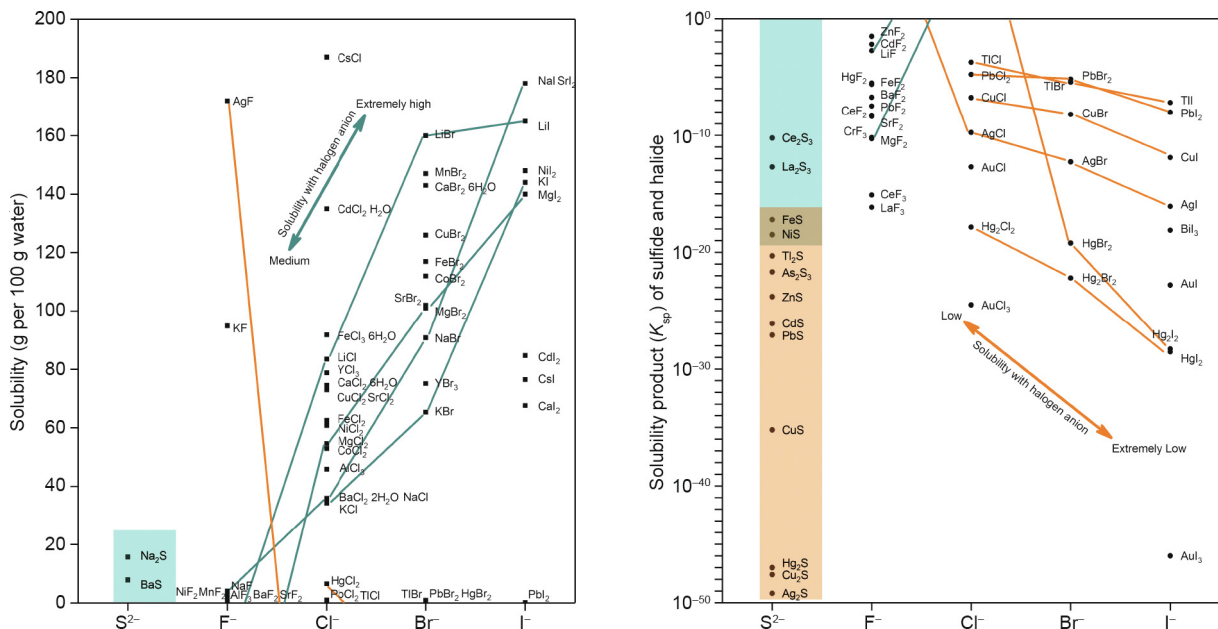 200
180
160
140
120
100
80
60
40
20
0
Solubility (g per 100 g water)
S²⁻
F⁻
Cl⁻
Br⁻
I⁻
Na₂S
BaS
AgF
KF
NaF
NiF₂ MnF₂
AlF₃ BaF₂ SrF₂
CsCl
CdCl₂ H₂O
FeCl₃ 6H₂O
LiCl
YCl₃
CaCl₂ 6H₂O
CuCl₂ SrCl₂
FeCl₂
NiCl₂
MgCl₂
CoCl₂
AlCl₃
BaCl₂ 2H₂O NaCl
KCl
HgCl₂
PbCl₂ TlCl
Extremely high
Solubility with halogen anion
Medium
LiBr
MnBr₂
CaBr₂ 6H₂O
CuBr₂
FeBr₂
CoBr₂
SrBr₂
MgBr₂
NaBr
YBr₃
KBr
TlBr PbBr₂ HgBr₂
NaI SrI₂
LiI
NiI₂
KI
MgI₂
CdI₂
CsI
CaI₂
PbI₂
10⁰
10⁻¹⁰
10⁻²⁰
10⁻³⁰
10⁻⁴⁰
10⁻⁵⁰
Solubility product (Kₛₚ) of sulfide and halide
S²⁻
F⁻
Cl⁻
Br⁻
I⁻
Ce₂S₃
La₂S₃
FeS
NiS
Tl₂S
As₂S₃
ZnS
CdS
PbS
CuS
Hg₂S
Cu₂S
Ag₂S
ZnF₂
CdF₂
LiF
HgF₂ FeF₂
BaF₂
CeF₂ PbF₂
SrF₂
CrF₃ MgF₂
CeF₃
LaF₃
TlCl
PbCl₂
CuCl
AgCl
AuCl
Hg₂Cl₂
AuCl₃
Low
Solubility with halogen anion
Extremely Low
PbBr₂
TlBr
CuBr
AgBr
HgBr₂
Hg₂Br₂
TlI
PbI₂
CuI
AgI
BiI₃
AuI
Hg₂I₂
HgI₂
AuI₃